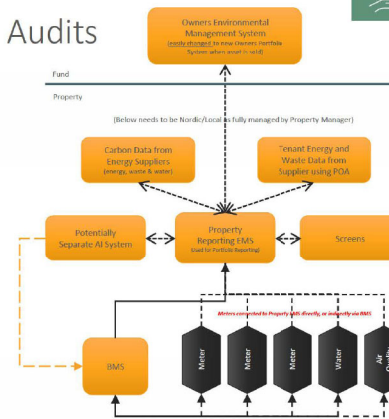 Audits
Owners Environmental
Management System
(easily changed to new Owners Portfolio
System when asset is sold)
Fund
Property
(Below needs to be Nordic/Local as fully managed by Property Manager)
Carbon Data from
Energy Suppliers
(energy, waste & water)
Tenant Energy and
Waste Data from
Supplier using POA
Potentially
Separate AI System
Property
Reporting EMS
(Used for Portfolio Reporting)
Screens
Meters connected to Property EMS directly, or indirectly via BMS
BMS
Meter
Meter
Meter
Water
Air
Quality